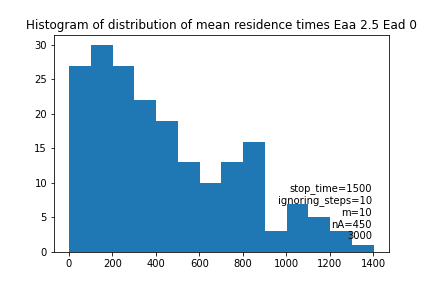 Histogram of distribution of mean residence times Eaa 2.5 Ead 0
30
25
20
15
10
5
0
stop_time=1500
ignoring_steps=10
m=10
nA=450
3000
0 200 400 600 800 1000 1200 1400